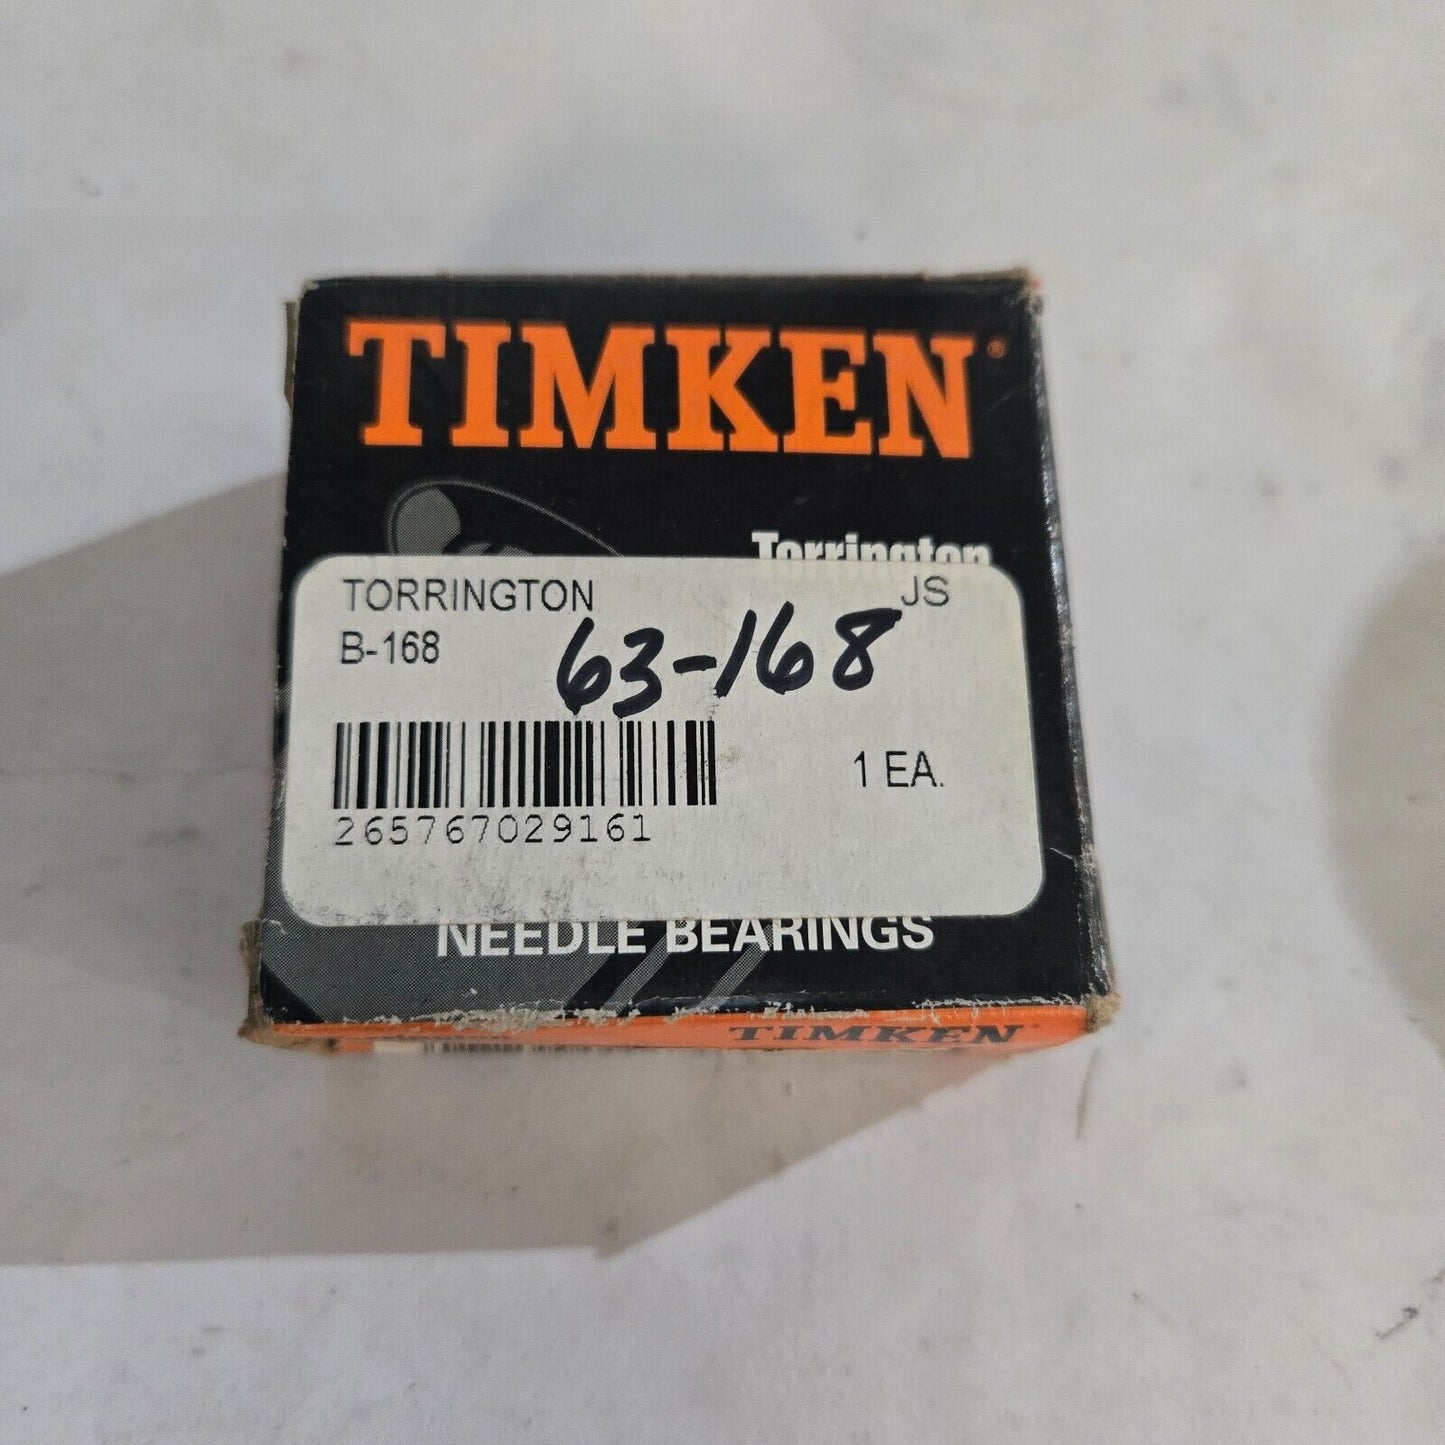 TIMKEN®
Torrington
TORRINGTON JS
B-168 63-168
1 EA.
265767029161
NEEDLE BEARINGS
TIMKEN